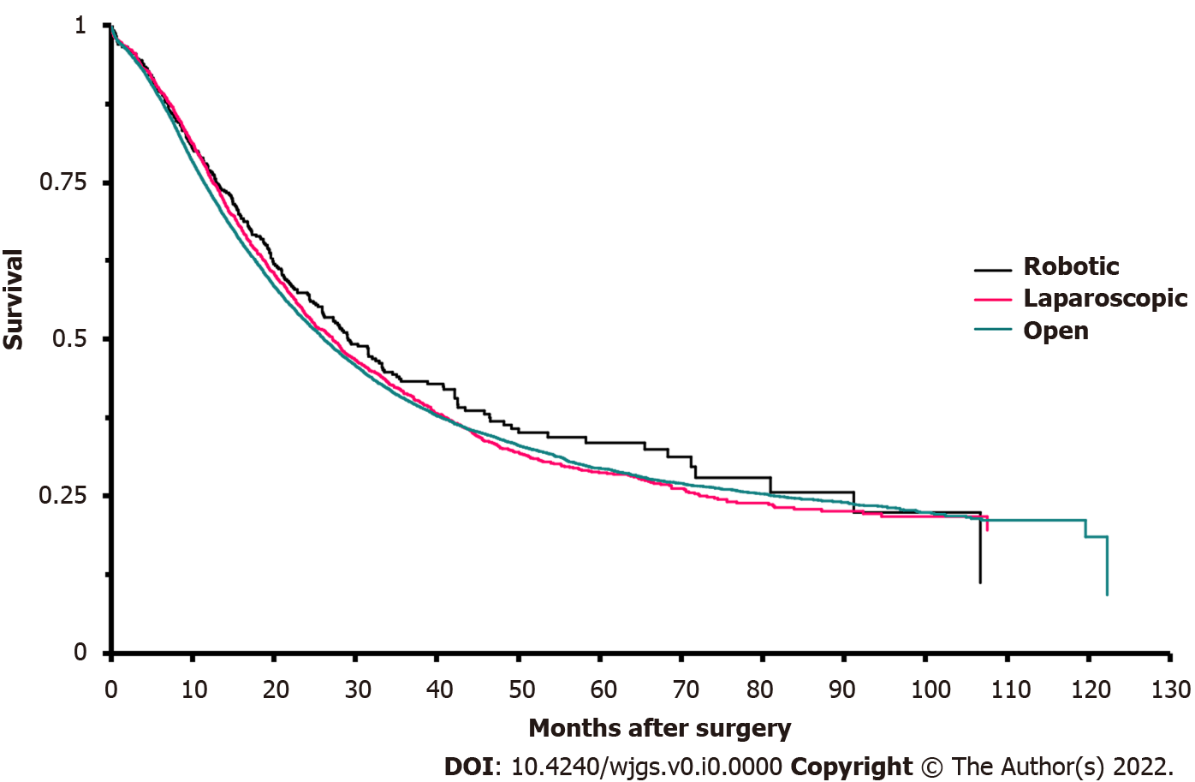 1
0.75
0.5
0.25
0
Survival
Robotic
Laparoscopic
Open
0 10 20 30 40 50 60 70 80 90 100 110 120 130
Months after surgery
DOI: 10.4240/wjgs.v0.i0.0000 Copyright © The Author(s) 2022.